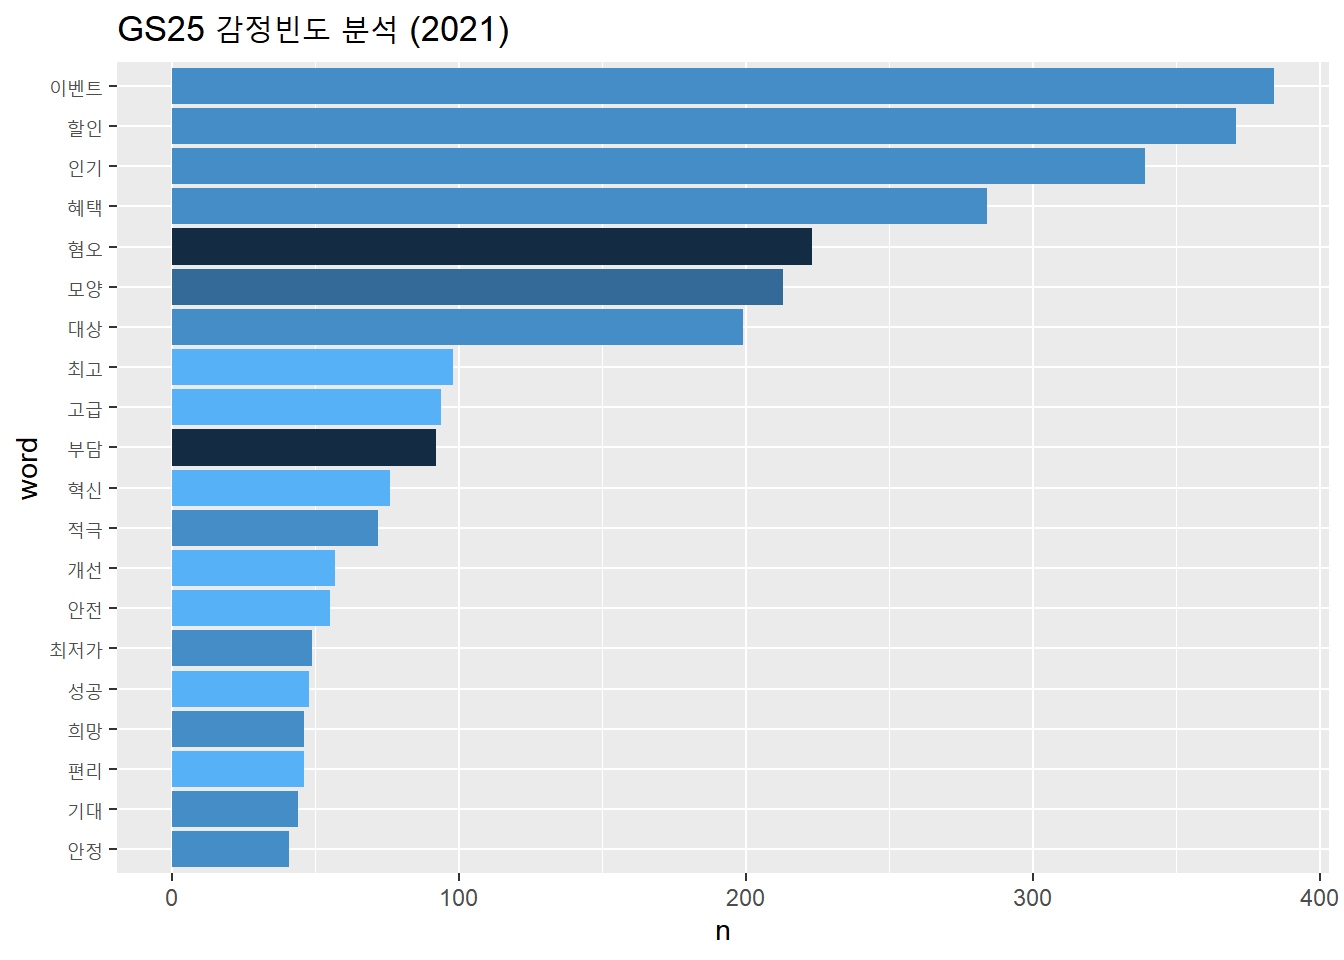 GS25 감정빈도 분석 (2021)
이벤트
할인
인기
혜택
혐오
모양
대상
최고
고급
부담
혁신
적극
개선
안전
최저가
성공
희망
편리
기대
안정
word
0 100 200 300 400
n